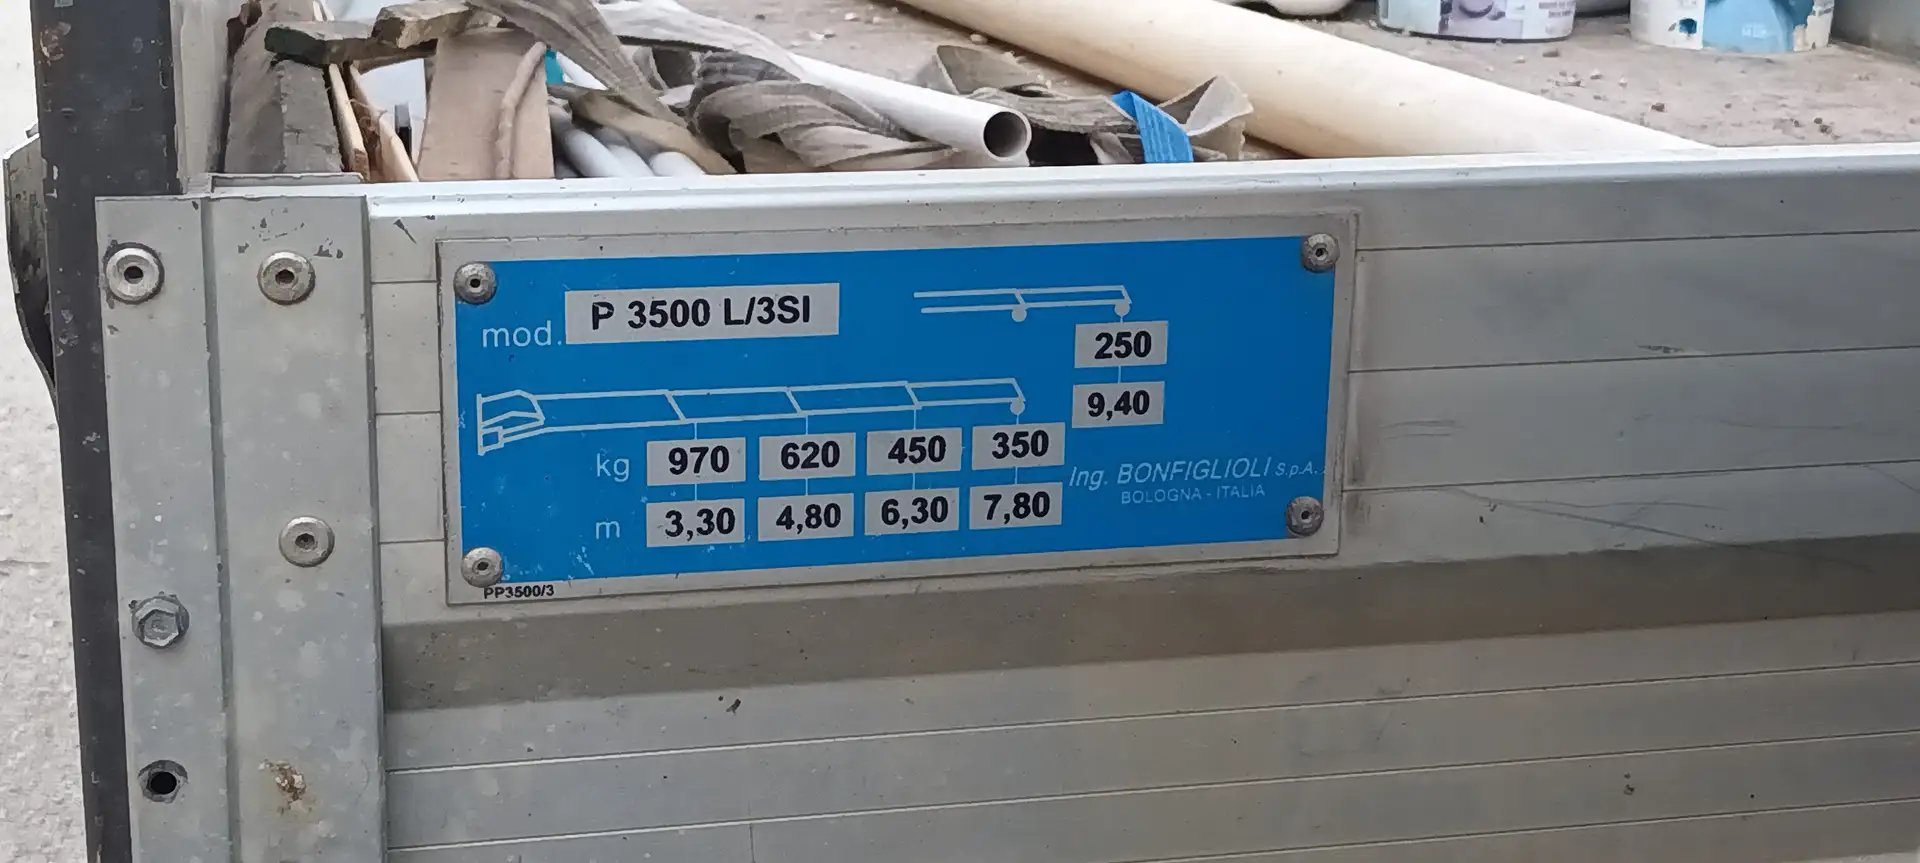 mod. P 3500 L/3SI
250
9,40
kg 970 620 450 350
m 3,30 4,80 6,30 7,80
Ing. BONFIGLIOLI S.p.A.
BOLOGNA - ITALIA
PP3500/3